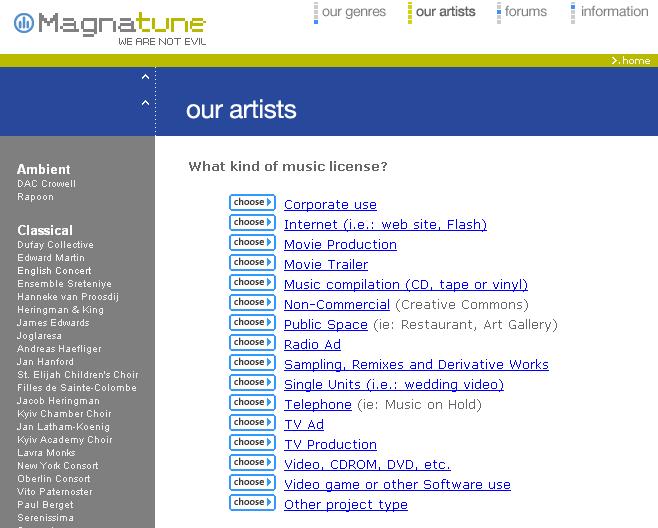 Magnatune
WE ARE NOT EVIL
our genres
our artists
forums
information
>.home
our artists
Ambient
DAC Crowell
Rapoon
Classical
Dufay Collective
Edward Martin
English Concert
Ensemble Sreteniye
Hanneke van Proosdij
Heringman & King
James Edwards
Joglaresa
Andreas Haefliger
Jan Hanford
St. Elijah Children's Choir
Filles de Sainte-Colombe
Jacob Heringman
Kyiv Chamber Choir
Jan Latham-Koenig
Kyiv Academy Choir
Lavra Monks
New York Consort
Oberlin Consort
Vito Paternoster
Paul Berget
Serenissima
What kind of music license?
choose Corporate use
choose Internet (i.e.: web site, Flash)
choose Movie Production
choose Movie Trailer
choose Music compilation (CD, tape or vinyl)
choose Non-Commercial (Creative Commons)
choose Public Space (ie: Restaurant, Art Gallery)
choose Radio Ad
choose Sampling, Remixes and Derivative Works
choose Single Units (i.e.: wedding video)
choose Telephone (ie: Music on Hold)
choose TV Ad
choose TV Production
choose Video, CDROM, DVD, etc.
choose Video game or other Software use
choose Other project type